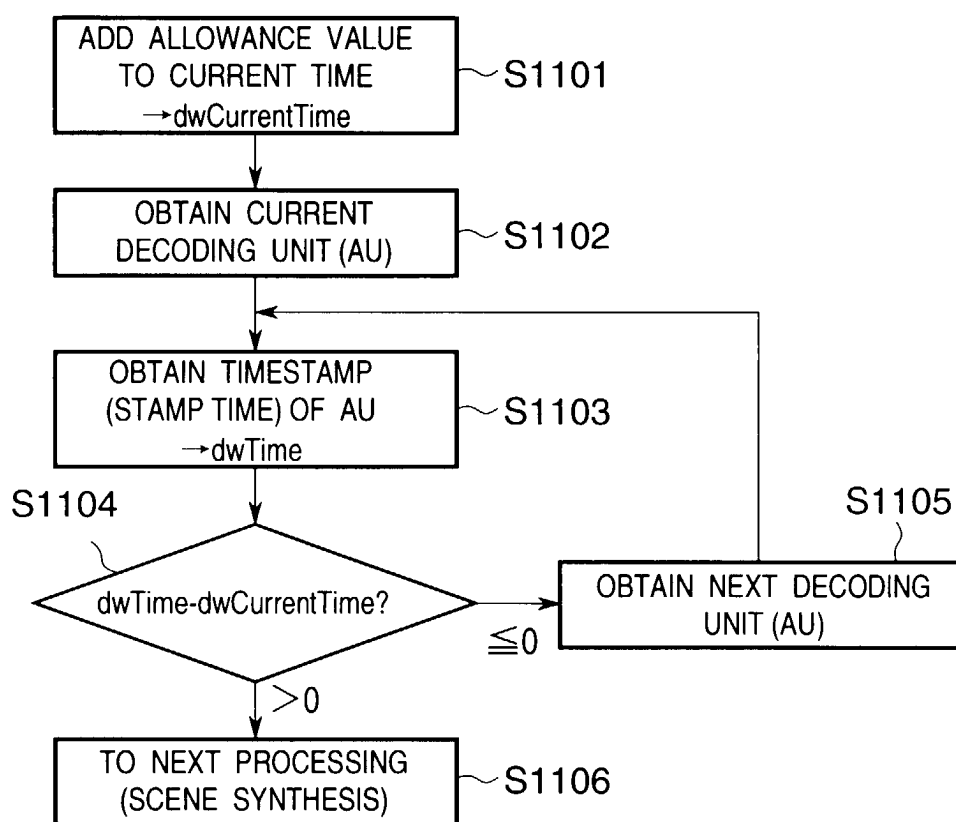 ADD ALLOWANCE VALUE
TO CURRENT TIME
→dwCurrentTime
S1101
OBTAIN CURRENT
DECODING UNIT (AU)
S1102
OBTAIN TIMESTAMP
(STAMP TIME) OF AU
→dwTime
S1103
S1104
dwTime-dwCurrentTime?
≦0
S1105
OBTAIN NEXT DECODING
UNIT (AU)
>0
TO NEXT PROCESSING
(SCENE SYNTHESIS)
S1106